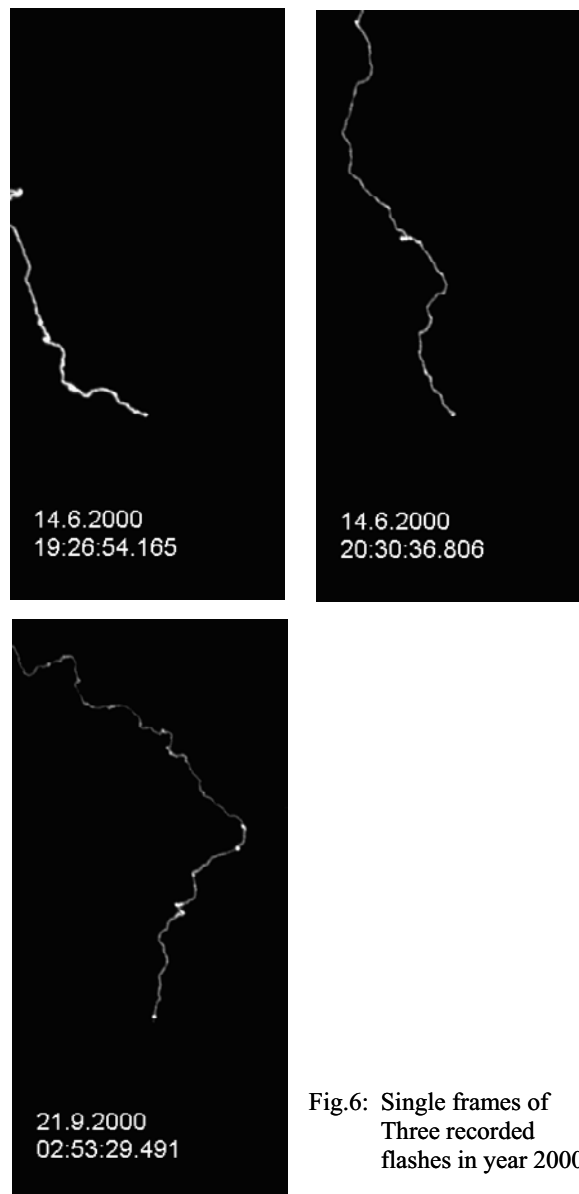 14.6.2000
19:26:54.165
14.6.2000
20:30:36.806
21.9.2000
02:53:29.491
Fig.6: Single frames of
Three recorded
flashes in year 2000